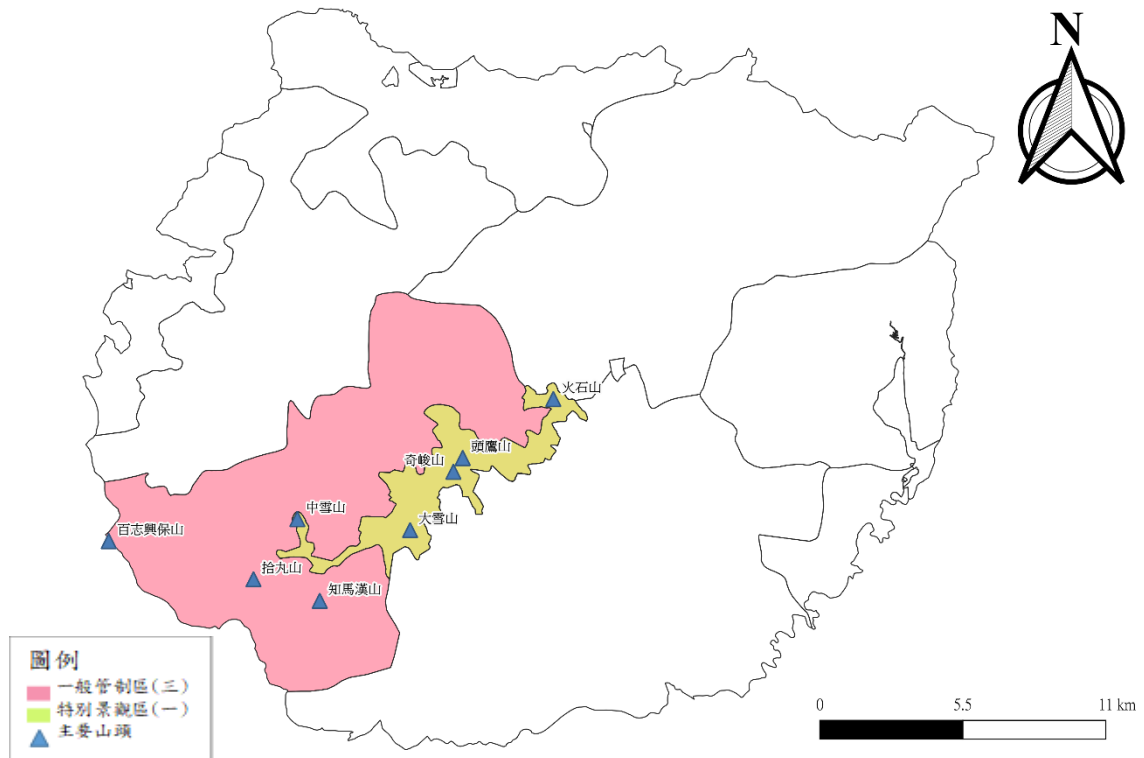 N
火石山
頭鷹山
奇峻山
中雪山
大雪山
百志興保山
拾丸山
知馬漢山
圖例
一般管制區(三)
特別景觀區(一)
主要山頭
0 5.5 11 km